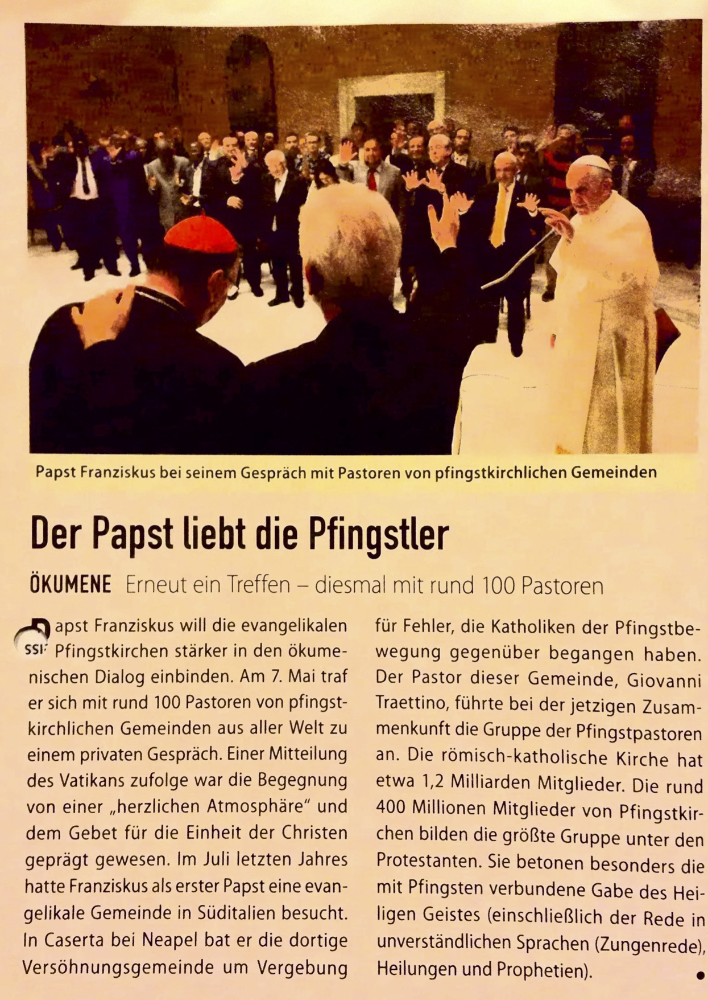 Papst Franziskus bei seinem Gespräch mit Pastoren von pfingstkirchlichen Gemeinden
Der Papst liebt die Pfingstler
ÖKUMENE Erneut ein Treffen – diesmal mit rund 100 Pastoren
Papst Franziskus will die evangelikalen
Pfingstkirchen stärker in den ökume-
nischen Dialog einbinden. Am 7. Mai traf
er sich mit rund 100 Pastoren von pfingst-
kirchlichen Gemeinden aus aller Welt zu
einem privaten Gespräch. Einer Mitteilung
des Vatikans zufolge war die Begegnung
von einer „herzlichen Atmosphäre“ und
dem Gebet für die Einheit der Christen
geprägt gewesen. Im Juli letzten Jahres
hatte Franziskus als erster Papst eine evan-
gelikale Gemeinde in Süditalien besucht.
In Caserta bei Neapel bat er die dortige
Versöhnungsgemeinde um Vergebung
für Fehler, die Katholiken der Pfingstbe-
wegung gegenüber begangen haben.
Der Pastor dieser Gemeinde, Giovanni
Traettino, führte bei der jetzigen Zusam-
menkunft die Gruppe der Pfingstpastoren
an. Die römisch-katholische Kirche hat
etwa 1,2 Milliarden Mitglieder. Die rund
400 Millionen Mitglieder von Pfingstkir-
chen bilden die größte Gruppe unter den
Protestanten. Sie betonen besonders die
mit Pfingsten verbundene Gabe des Hei-
ligen Geistes (einschließlich der Rede in
unverständlichen Sprachen (Zungenrede),
Heilungen und Prophetien). •